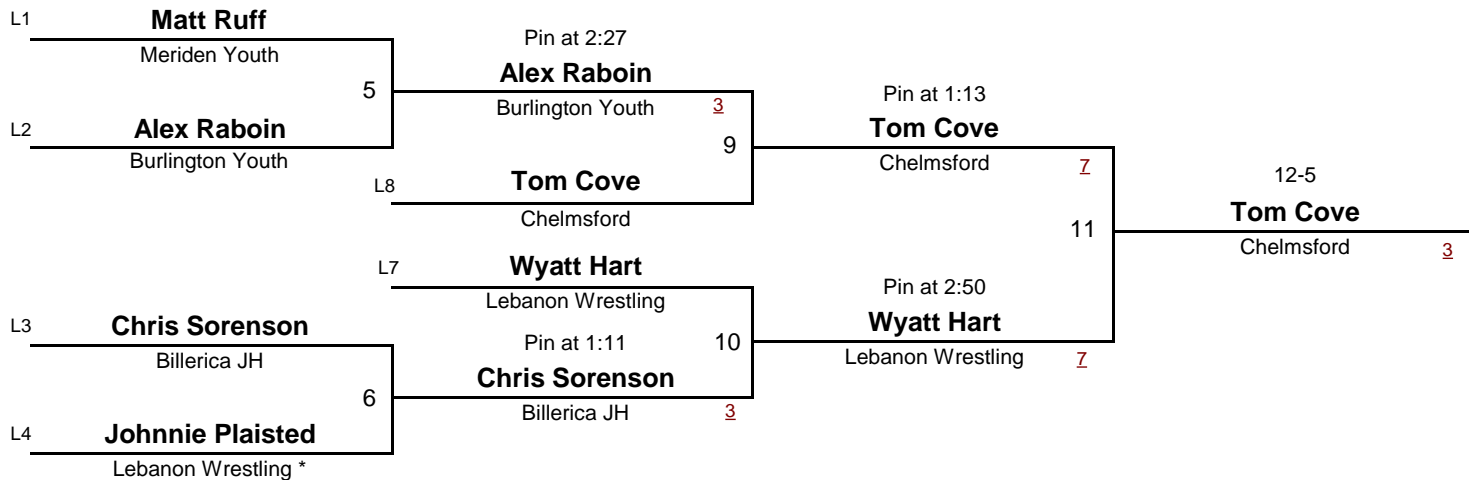 L1
Matt Ruff
Meriden Youth
5
L2
Alex Raboin
Burlington Youth
Pin at 2:27
Alex Raboin
Burlington Youth 3
9
L8
Tom Cove
Chelmsford
Pin at 1:13
Tom Cove
Chelmsford 7
11
12-5
Tom Cove
Chelmsford 3
L7
Wyatt Hart
Lebanon Wrestling
10
Pin at 2:50
Wyatt Hart
Lebanon Wrestling 7
L3
Chris Sorenson
Billerica JH
6
Pin at 1:11
Chris Sorenson
Billerica JH 3
L4
Johnnie Plaisted
Lebanon Wrestling *